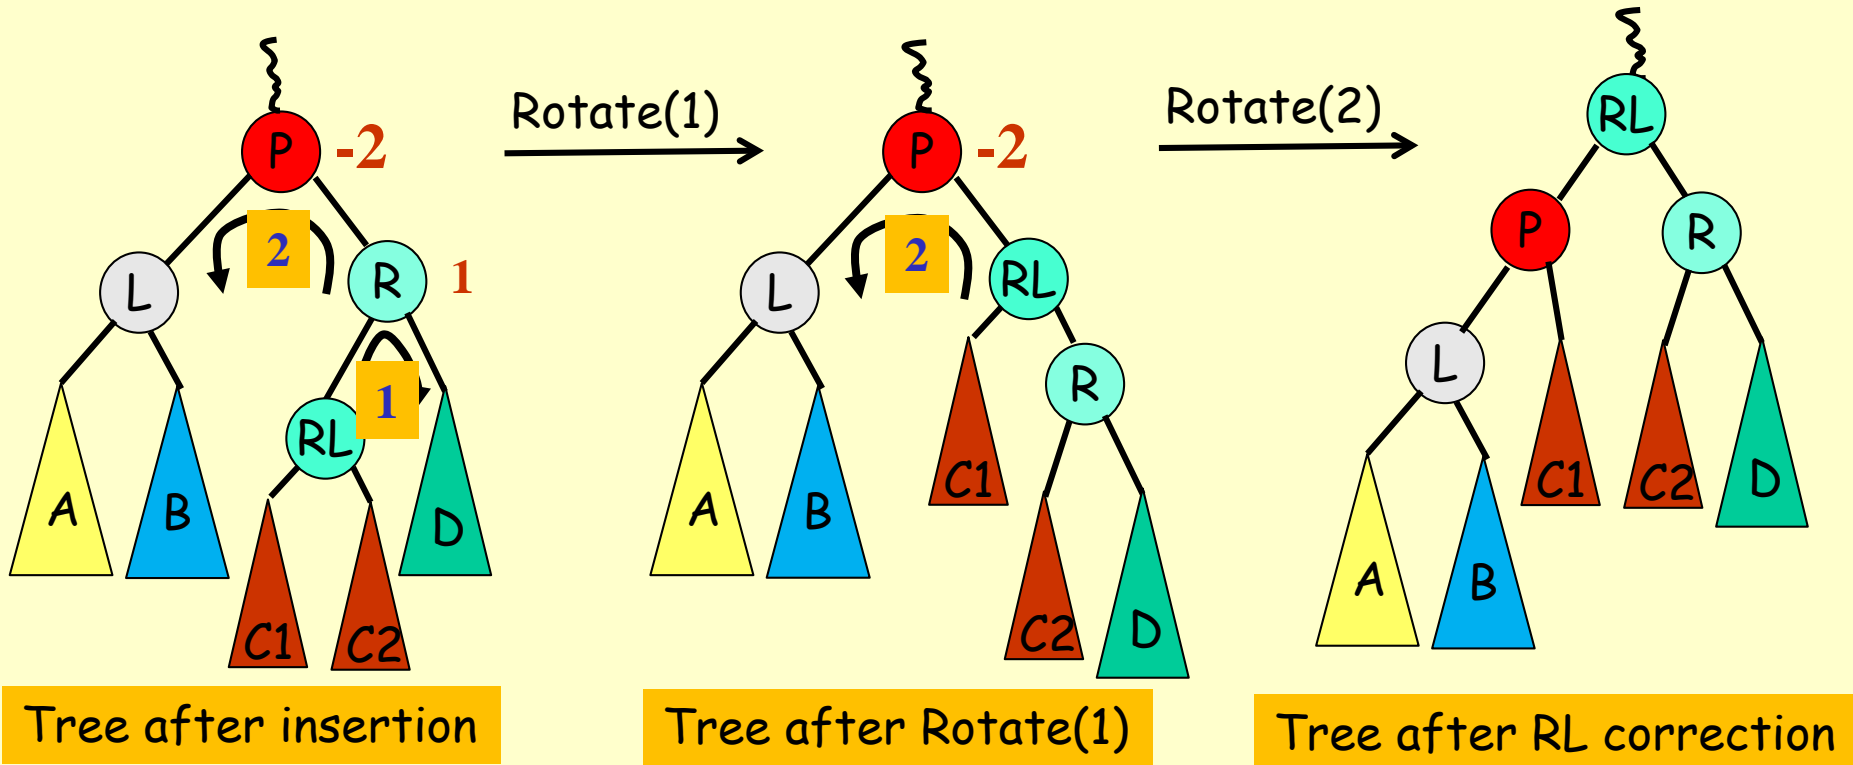 Rotate(1)
Rotate(2)
P -2
2
L
R 1
1
RL
A
B
D
C1
C2
Tree after insertion
P -2
2
L
RL
R
C1
A
B
C2
D
Tree after Rotate(1)
RL
P
R
L
C1
C2
D
A
B
Tree after RL correction